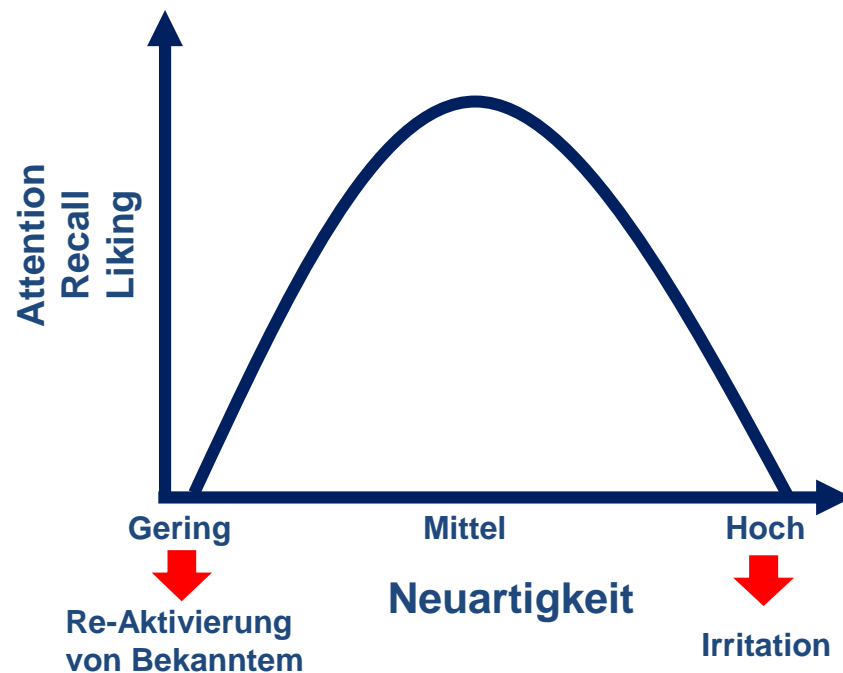 Attention
Recall
Liking
Gering
Mittel
Hoch
Neuartigkeit
Re-Aktivierung
von Bekanntem
Irritation